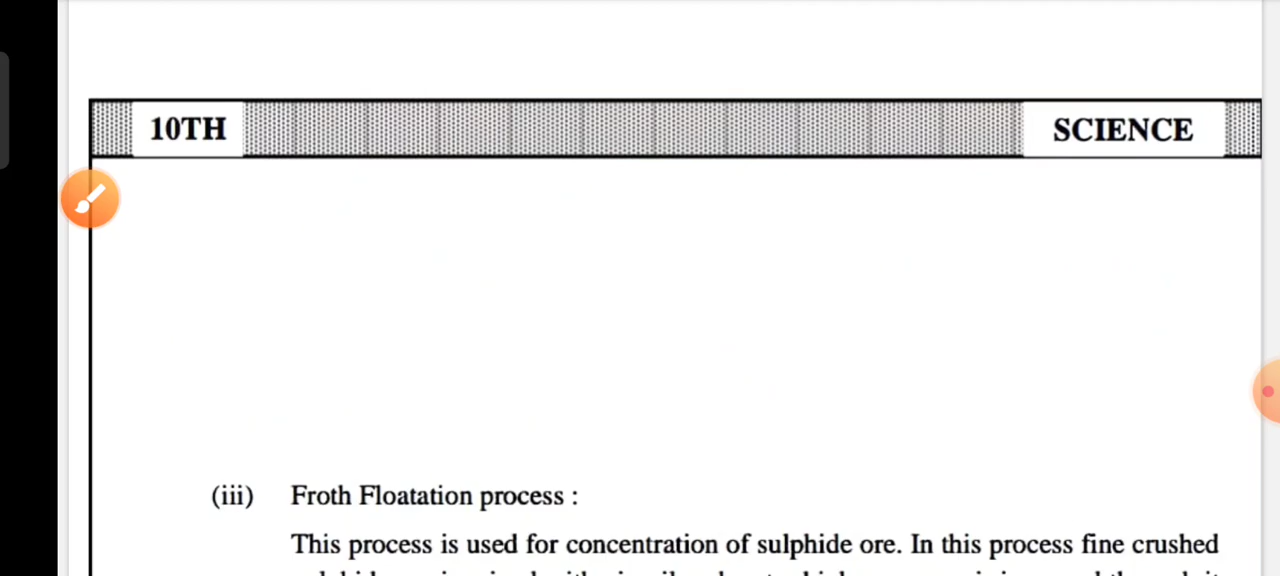 10TH
SCIENCE
(iii) Froth Floatation process :
This process is used for concentration of sulphide ore. In this process fine crushed